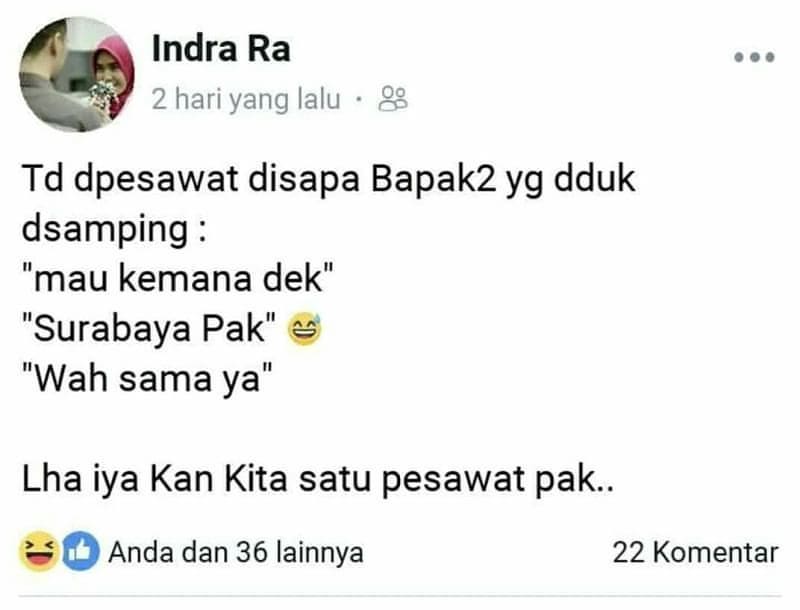 Indra Ra
2 hari yang lalu ·
Td dpesawat disapa Bapak2 yg dduk
dsamping :
"mau kemana dek"
"Surabaya Pak" 😅
"Wah sama ya"
Lha iya Kan Kita satu pesawat pak..
Anda dan 36 lainnya 22 Komentar